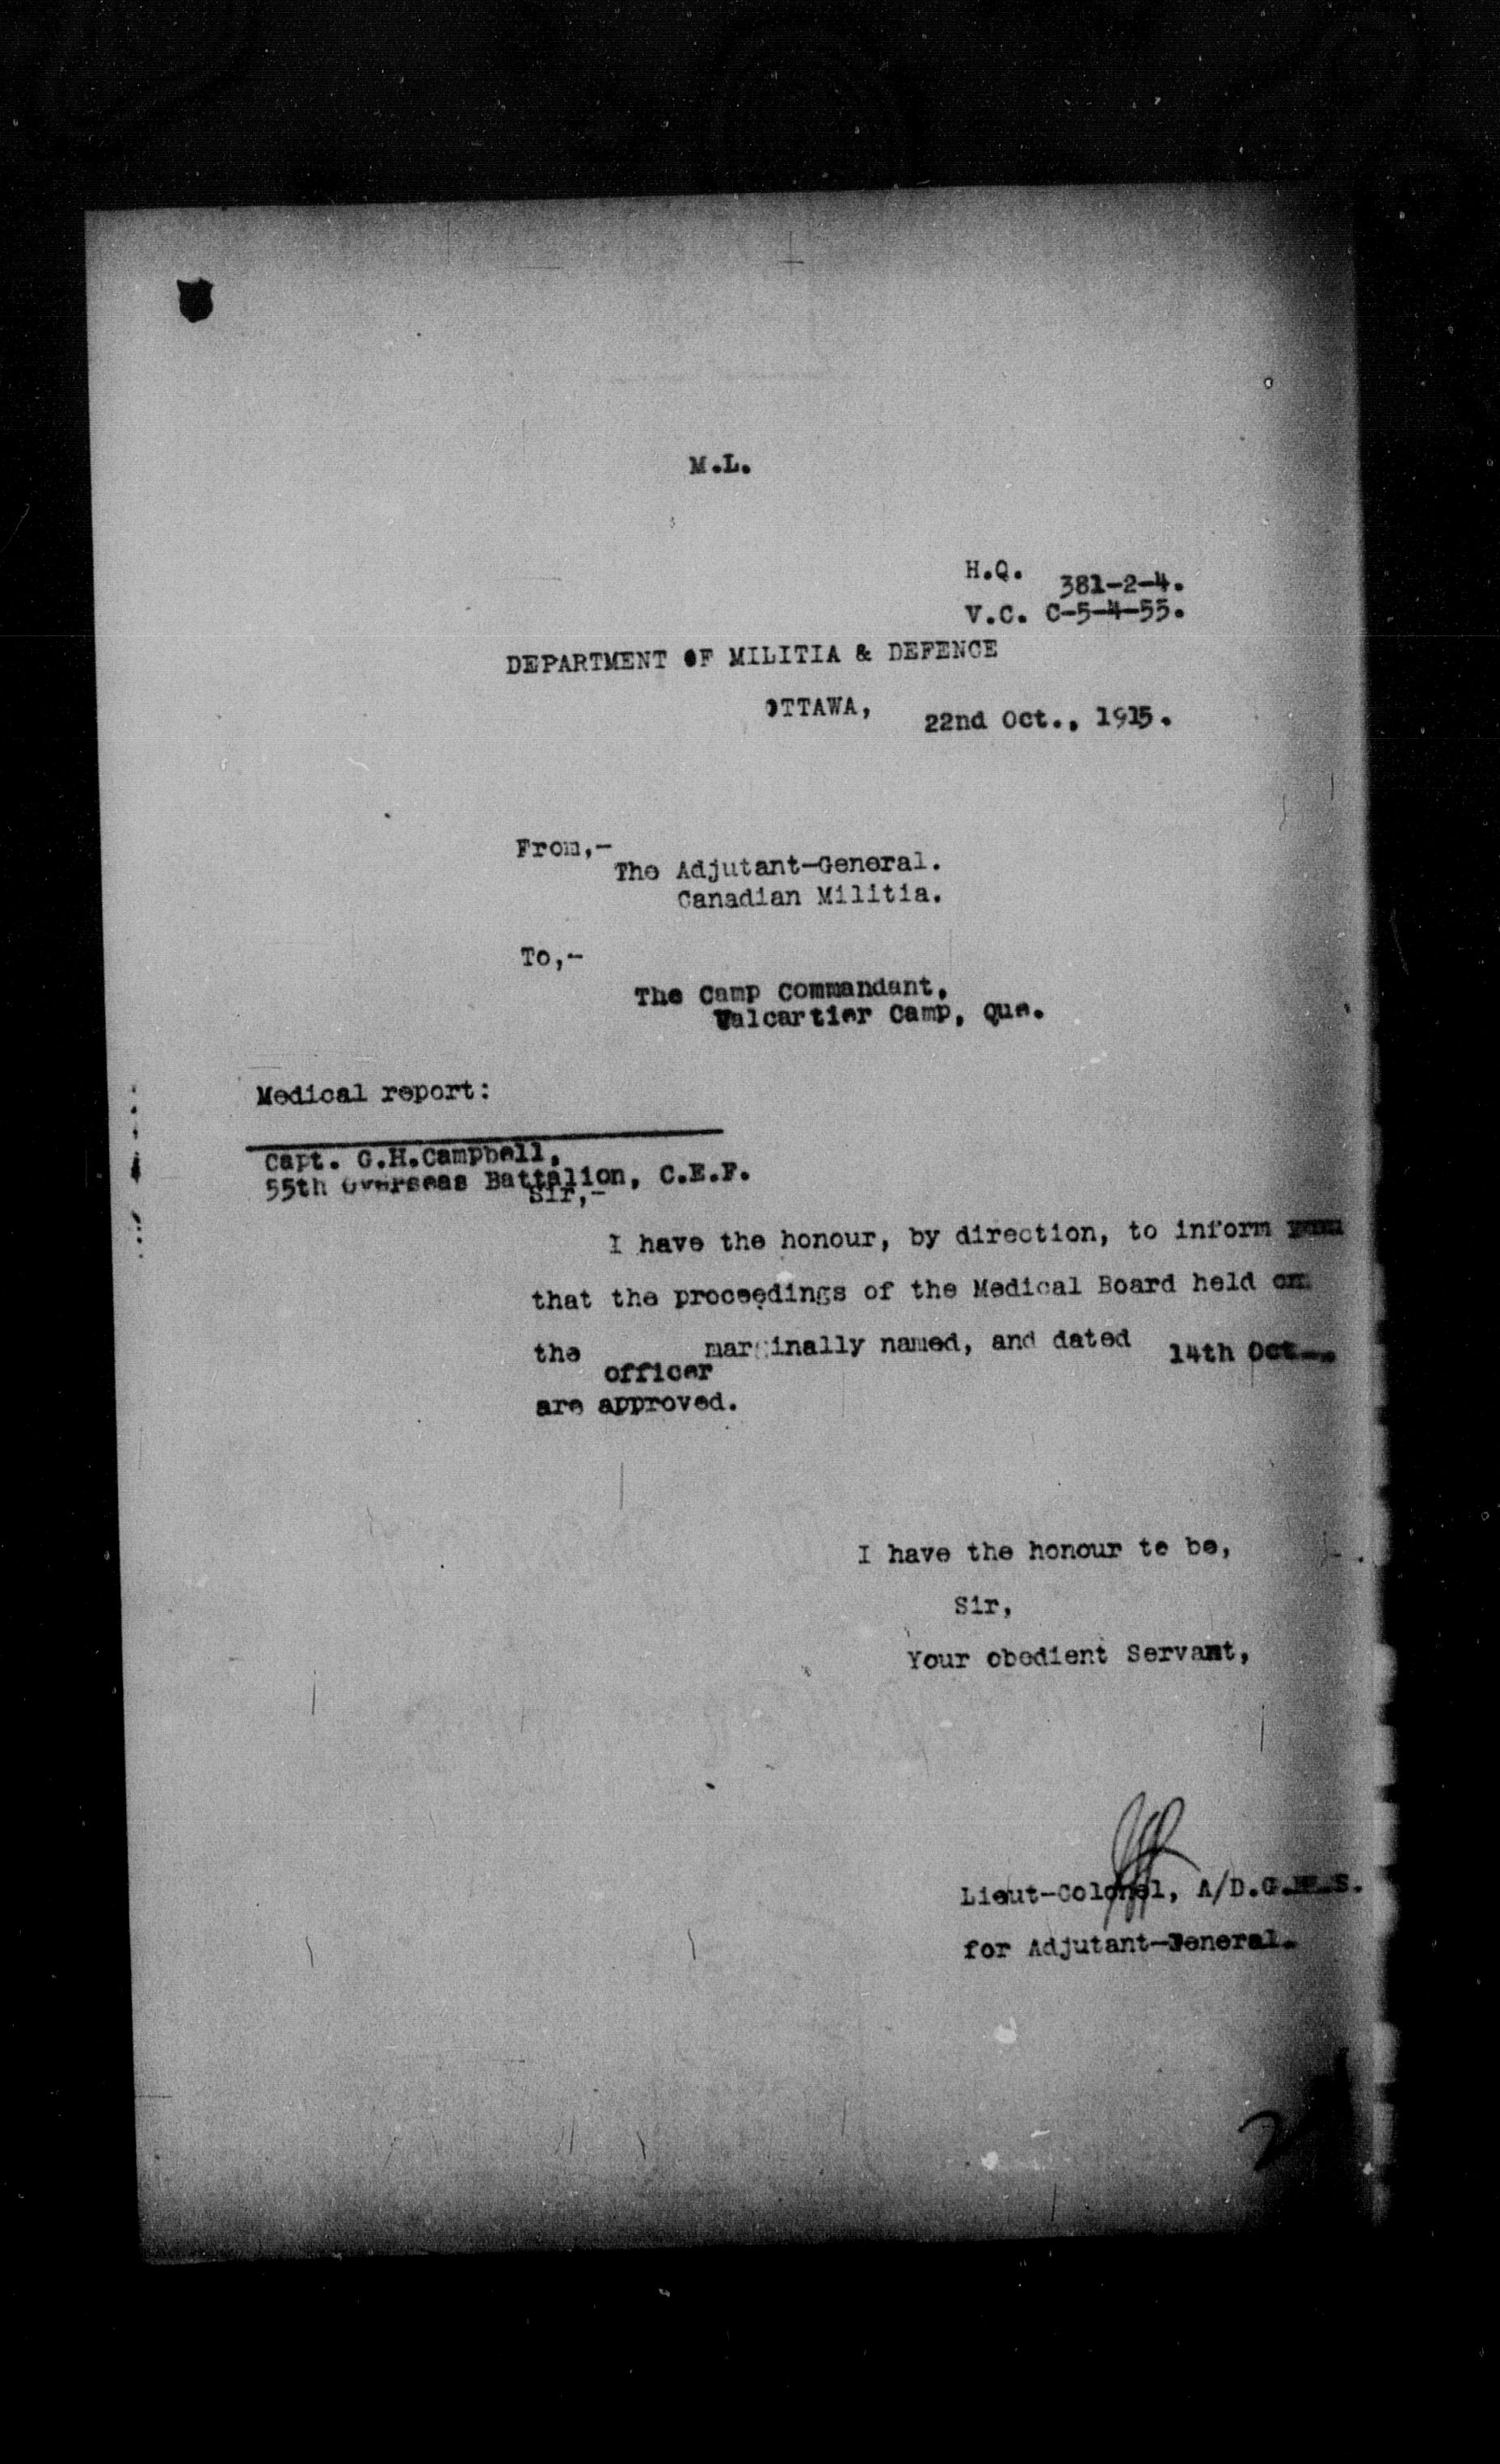 M.L.
H.Q. 381-2-4.
V.C. C-5-4-55.
DEPARTMENT OF MILITIA & DEFENCE
OTTAWA, 22nd Oct., 1915.
From,-
The Adjutant-General.
Canadian Militia.
To,-
The Camp Commandant,
Valcartier Camp, Que.
Medical report:
Capt. G.H.Campbell,
55th Overseas Battalion, C.E.F.
Sir,-
I have the honour, by direction, to inform you
that the proceedings of the Medical Board held on
the officer marginally named, and dated 14th Oct.
are approved.
I have the honour to be,
Sir,
Your obedient Servant,
Lieut-Colonel, A/D.G.M.S.
for Adjutant-General.